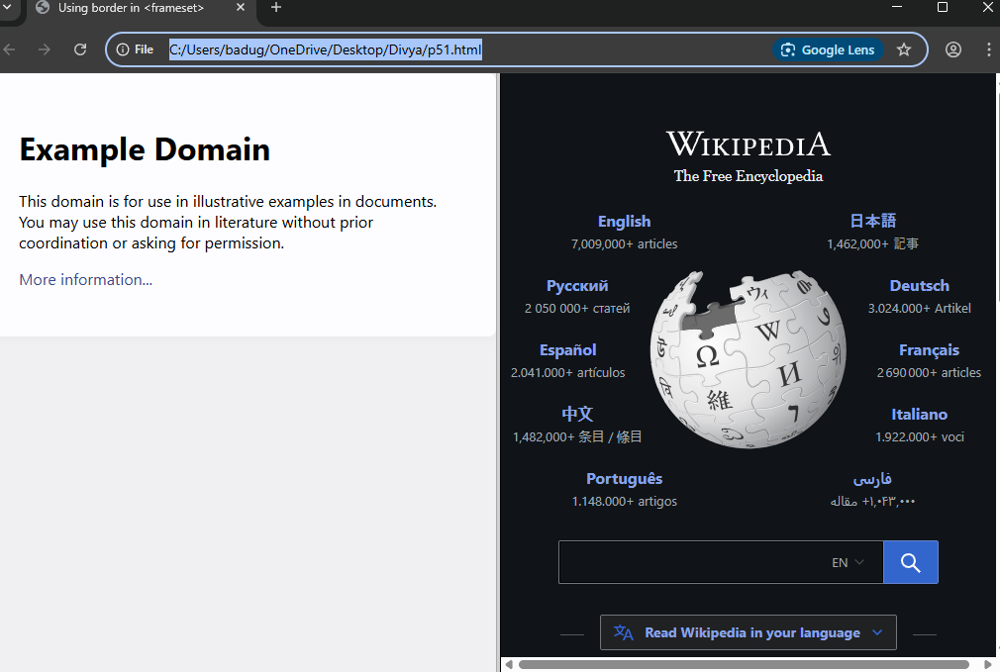 Using border in <frameset>
File
C:/Users/badug/OneDrive/Desktop/Divya/p51.html
Google Lens
Example Domain
This domain is for use in illustrative examples in documents.
You may use this domain in literature without prior
coordination or asking for permission.
More information...
WIKIPEDIA
The Free Encyclopedia
English
7,009,000+ articles
日本語
1,462,000+ 記事
Русский
2 050 000+ статей
Deutsch
3.024.000+ Artikel
Español
2.041.000+ artículos
Français
2 690 000+ articles
中文
1,482,000+ 条目 / 條目
Italiano
1.922.000+ voci
Português
1.148.000+ artigos
فارسی
۱٬۰۴۳٬۰۰۰+ مقاله
Ω
W
И
維
ウィ
7
EN
Read Wikipedia in your language